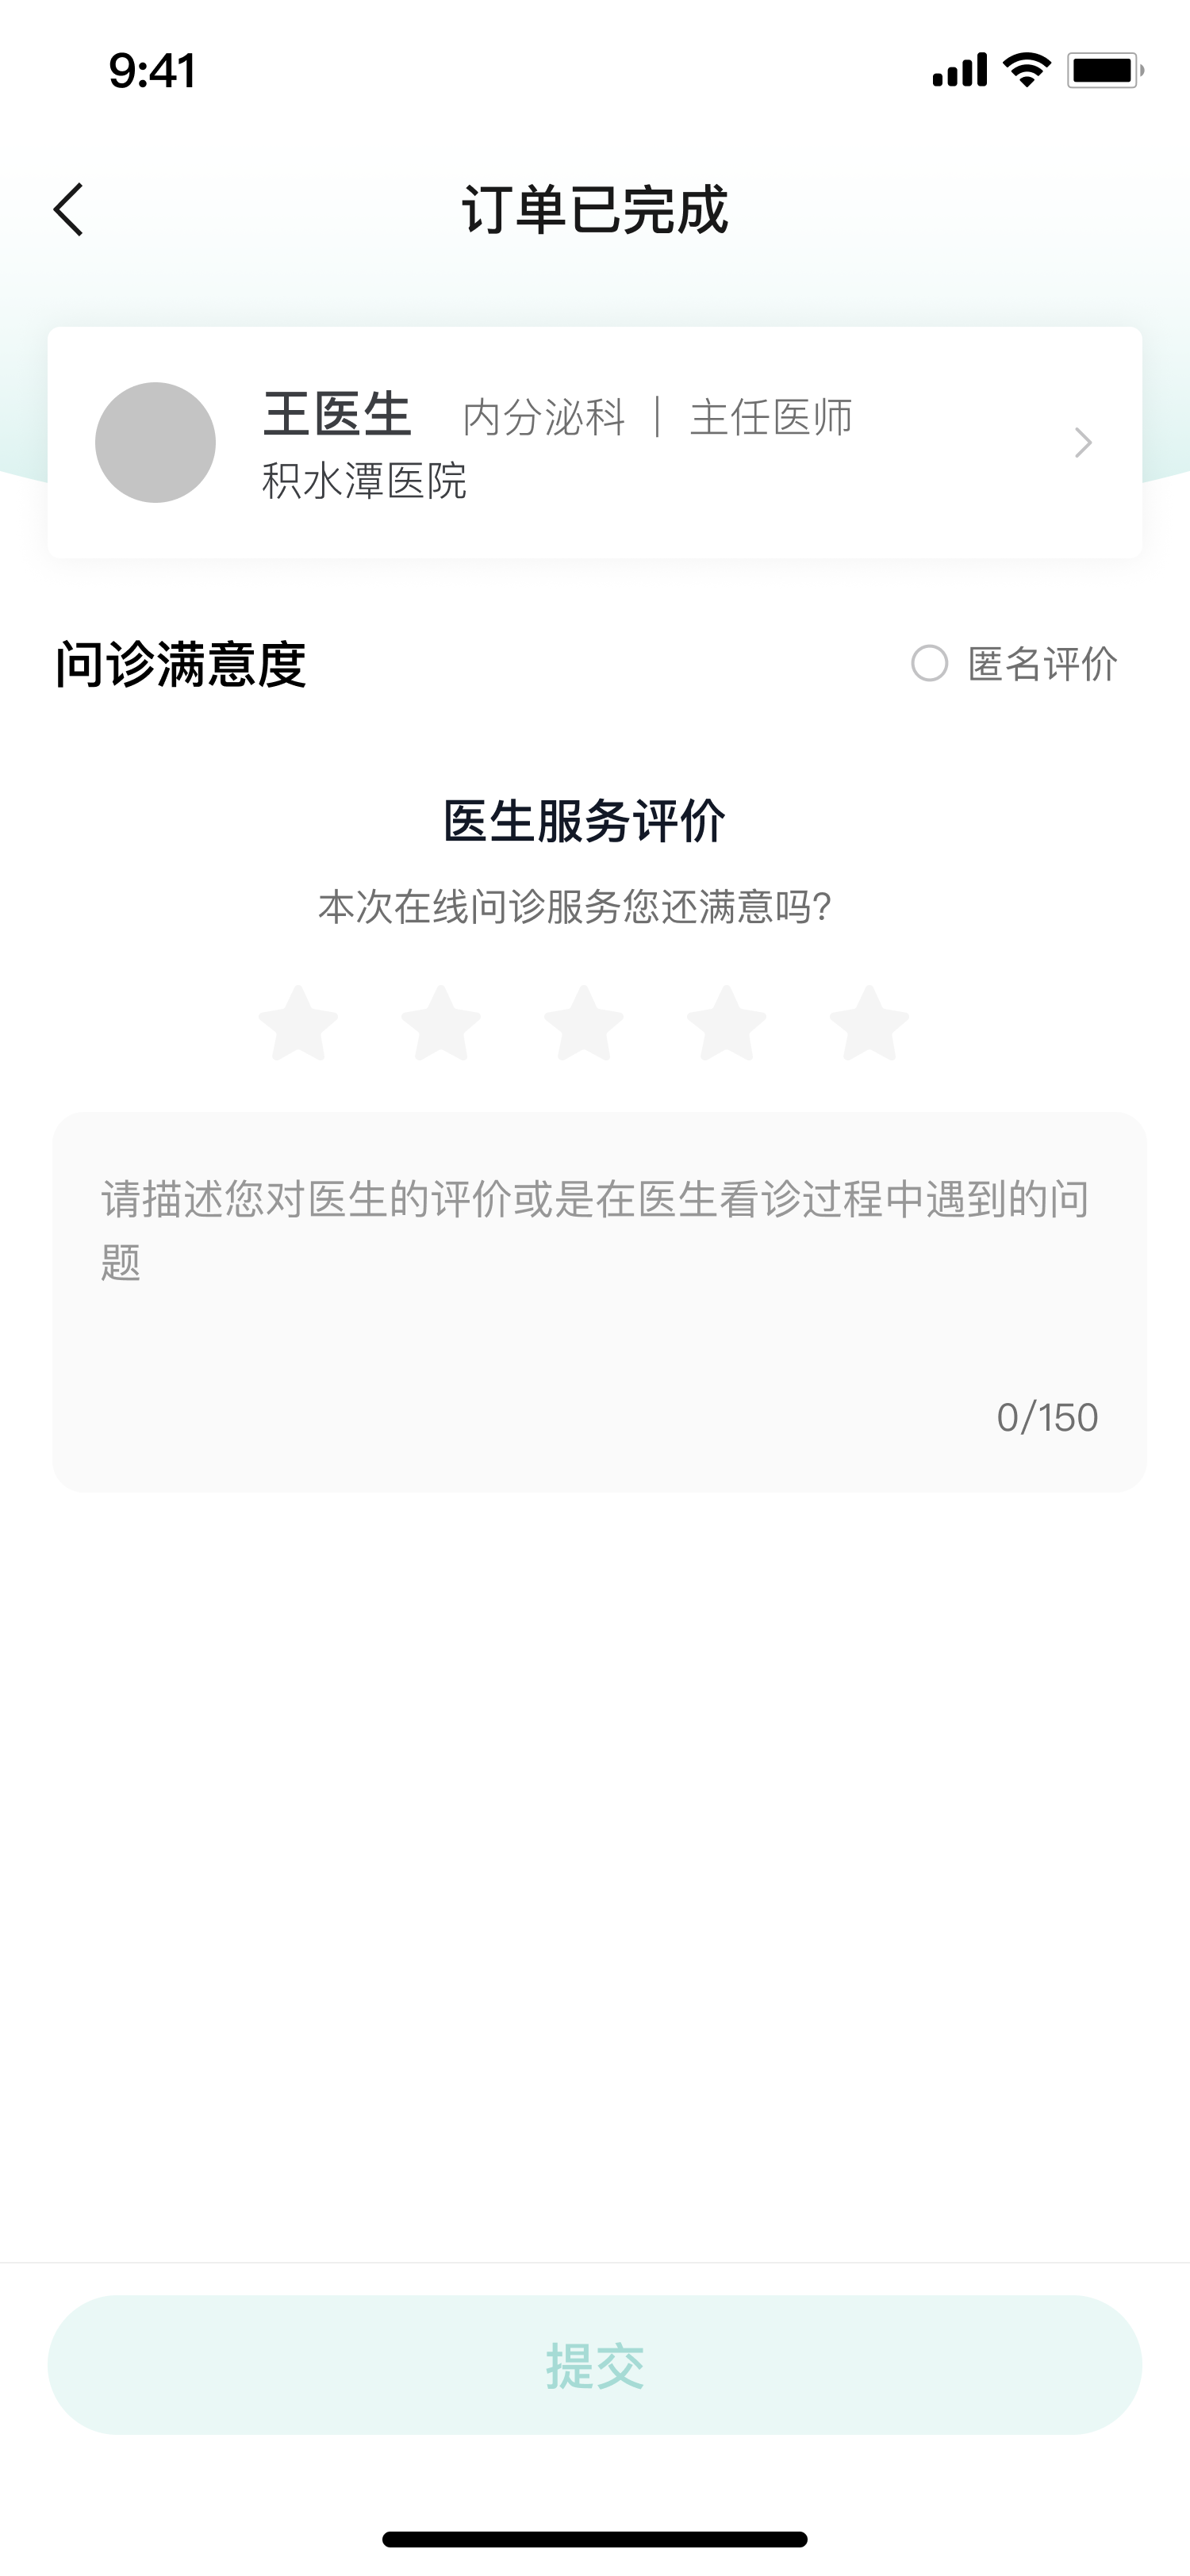 9:41
订单已完成
王医生 内分泌科 | 主任医师
积水潭医院
问诊满意度 匿名评价
医生服务评价
本次在线问诊服务您还满意吗?
请描述您对医生的评价或是在医生看诊过程中遇到的问
题
0/150
提交